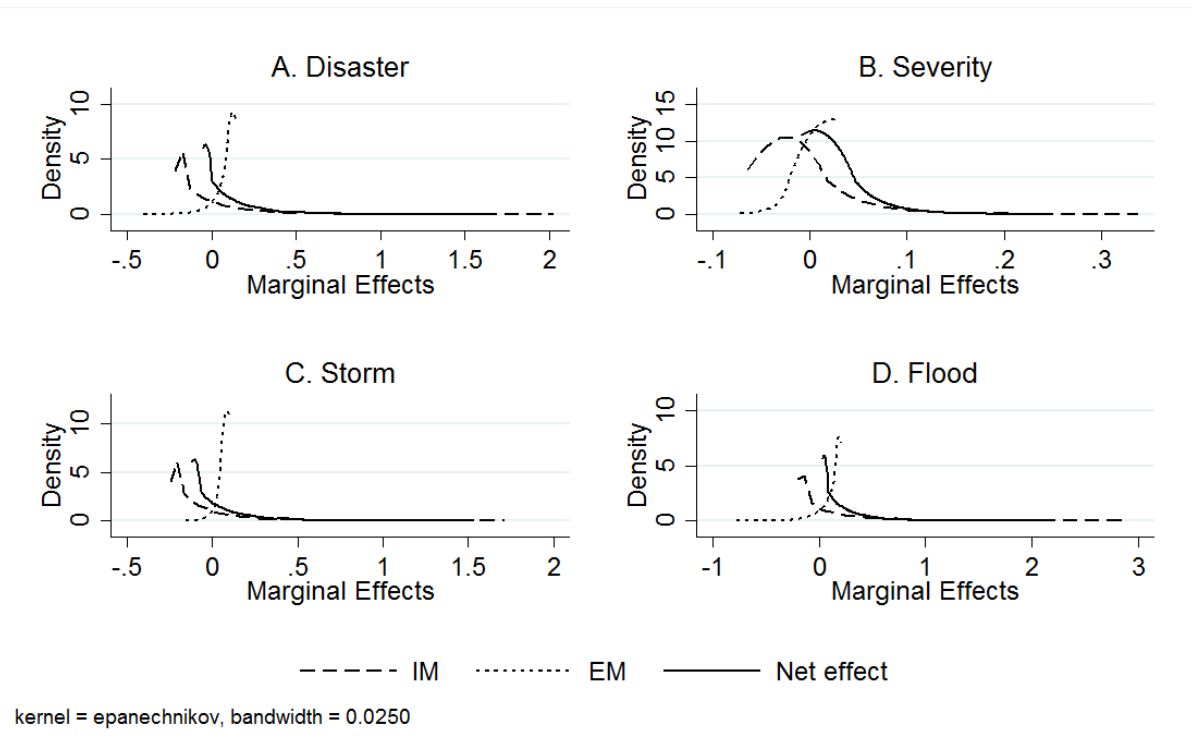 A. Disaster
Density
0 5 10
-.5 0 .5 1 1.5 2
Marginal Effects
B. Severity
Density
0 5 10 15
-.1 0 .1 .2 .3
Marginal Effects
C. Storm
Density
0 5 10
-.5 0 .5 1 1.5 2
Marginal Effects
D. Flood
Density
0 5 10
-1 0 1 2 3
Marginal Effects
IM EM Net effect
kernel = epanechnikov, bandwidth = 0.0250